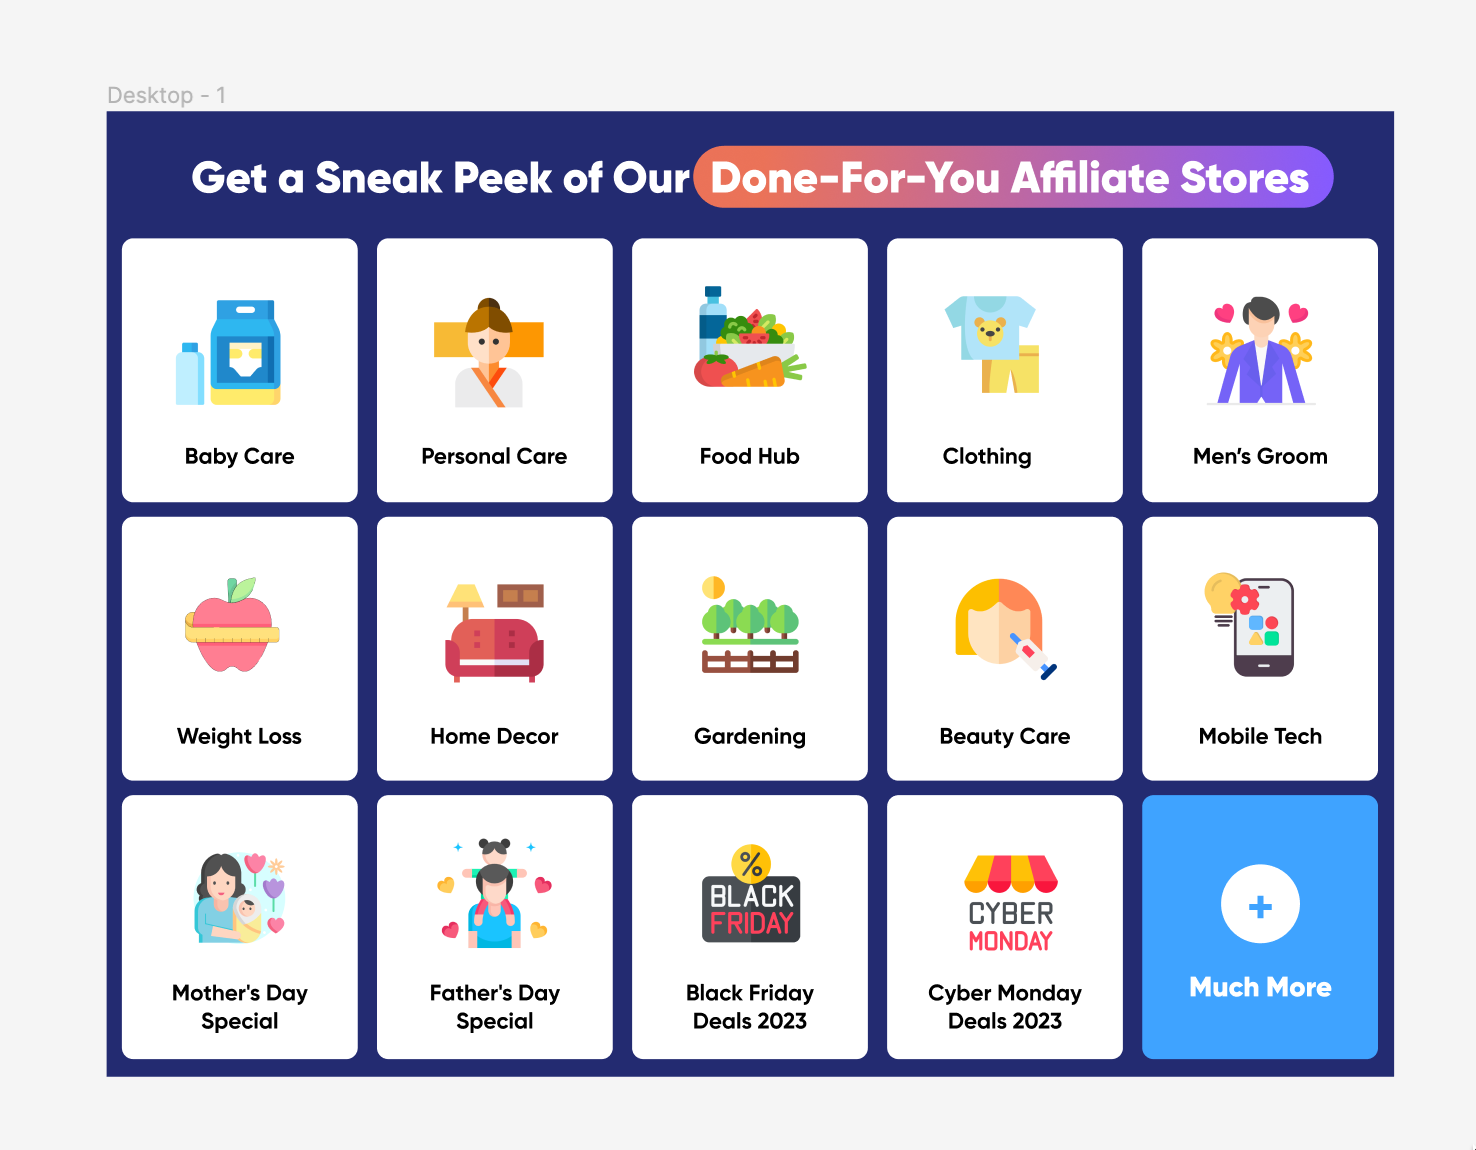 Desktop - 1
Get a Sneak Peek of Our Done-For-You Affiliate Stores
Baby Care
Personal Care
Food Hub
Clothing
Men's Groom
Weight Loss
Home Decor
Gardening
Beauty Care
Mobile Tech
Mother's Day
Special
Father's Day
Special
%
BLACK
FRIDAY
Black Friday
Deals 2023
CYBER
MONDAY
Cyber Monday
Deals 2023
+
Much More